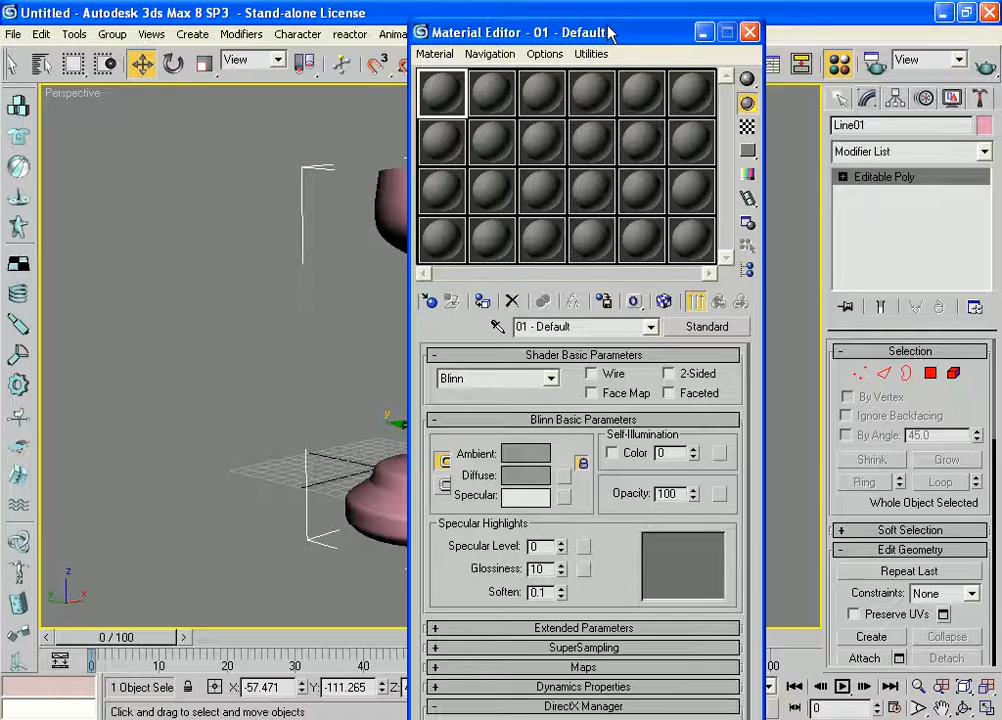 Untitled - Autodesk 3ds Max 8 SP3 - Stand-alone License
File Edit Tools Group Views Create Modifiers Character reactor
Material Editor - 01 - Default
Material Navigation Options Utilities
View
View
Perspective
Line01
Modifier List
Editable Poly
01 - Default
Standard
- Shader Basic Parameters
Blinn
Wire
2-Sided
Face Map
Faceted
- Blinn Basic Parameters
Ambient:
Diffuse:
Specular:
Self-Illumination
Color 0
Opacity: 100
Specular Highlights
Specular Level: 0
Glossiness: 10
Soften: 0.1
+ Extended Parameters
+ SuperSampling
+ Maps
+ Dynamics Properties
- DirectX Manager
- Selection
By Vertex
Ignore Backfacing
By Angle: 45.0
Shrink Grow
Ring Loop
Whole Object Selected
+ Soft Selection
- Edit Geometry
Repeat Last
Constraints: None
Preserve UVs
Create Collapse
Attach Detach
z
y x
y
0 / 100
0 10 20 30 40
1 Object Sele X: -57.471 Y: -111.265 Z:
Click and drag to select and move objects
0